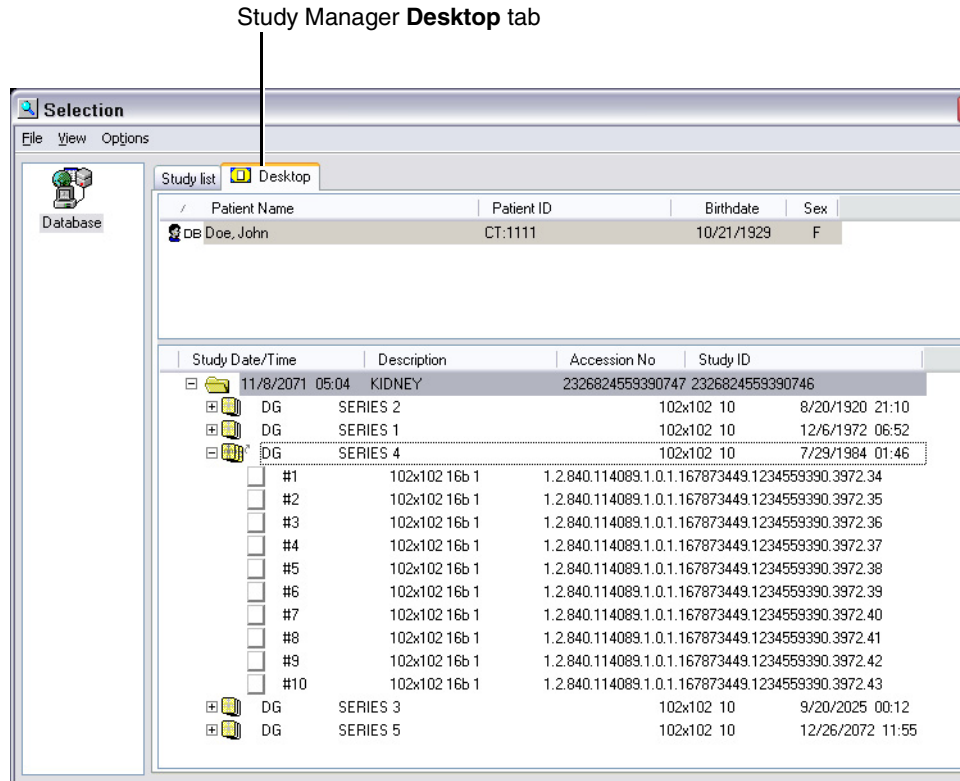 Study Manager Desktop tab
Selection
File View Options
Study list Desktop
Database
/ Patient Name Patient ID Birthdate Sex
DB Doe, John CT:1111 10/21/1929 F
Study Date/Time Description Accession No Study ID
11/8/2071 05:04 KIDNEY 2326824559390747 2326824559390746
DG SERIES 2 102x102 10 8/20/1920 21:10
DG SERIES 1 102x102 10 12/6/1972 06:52
DG SERIES 4 102x102 10 7/29/1984 01:46
#1 102x102 16b 1 1.2.840.114089.1.0.1.167873449.1234559390.3972.34
#2 102x102 16b 1 1.2.840.114089.1.0.1.167873449.1234559390.3972.35
#3 102x102 16b 1 1.2.840.114089.1.0.1.167873449.1234559390.3972.36
#4 102x102 16b 1 1.2.840.114089.1.0.1.167873449.1234559390.3972.37
#5 102x102 16b 1 1.2.840.114089.1.0.1.167873449.1234559390.3972.38
#6 102x102 16b 1 1.2.840.114089.1.0.1.167873449.1234559390.3972.39
#7 102x102 16b 1 1.2.840.114089.1.0.1.167873449.1234559390.3972.40
#8 102x102 16b 1 1.2.840.114089.1.0.1.167873449.1234559390.3972.41
#9 102x102 16b 1 1.2.840.114089.1.0.1.167873449.1234559390.3972.42
#10 102x102 16b 1 1.2.840.114089.1.0.1.167873449.1234559390.3972.43
DG SERIES 3 102x102 10 9/20/2025 00:12
DG SERIES 5 102x102 10 12/26/2072 11:55